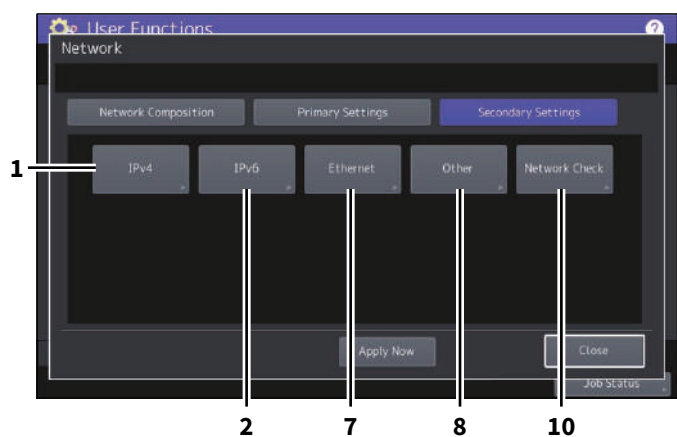 User Functions
?
Network
Network Composition
Primary Settings
Secondary Settings
1
IPv4
IPv6
Ethernet
Other
Network Check
Apply Now
Close
Job Status
2
7
8
10